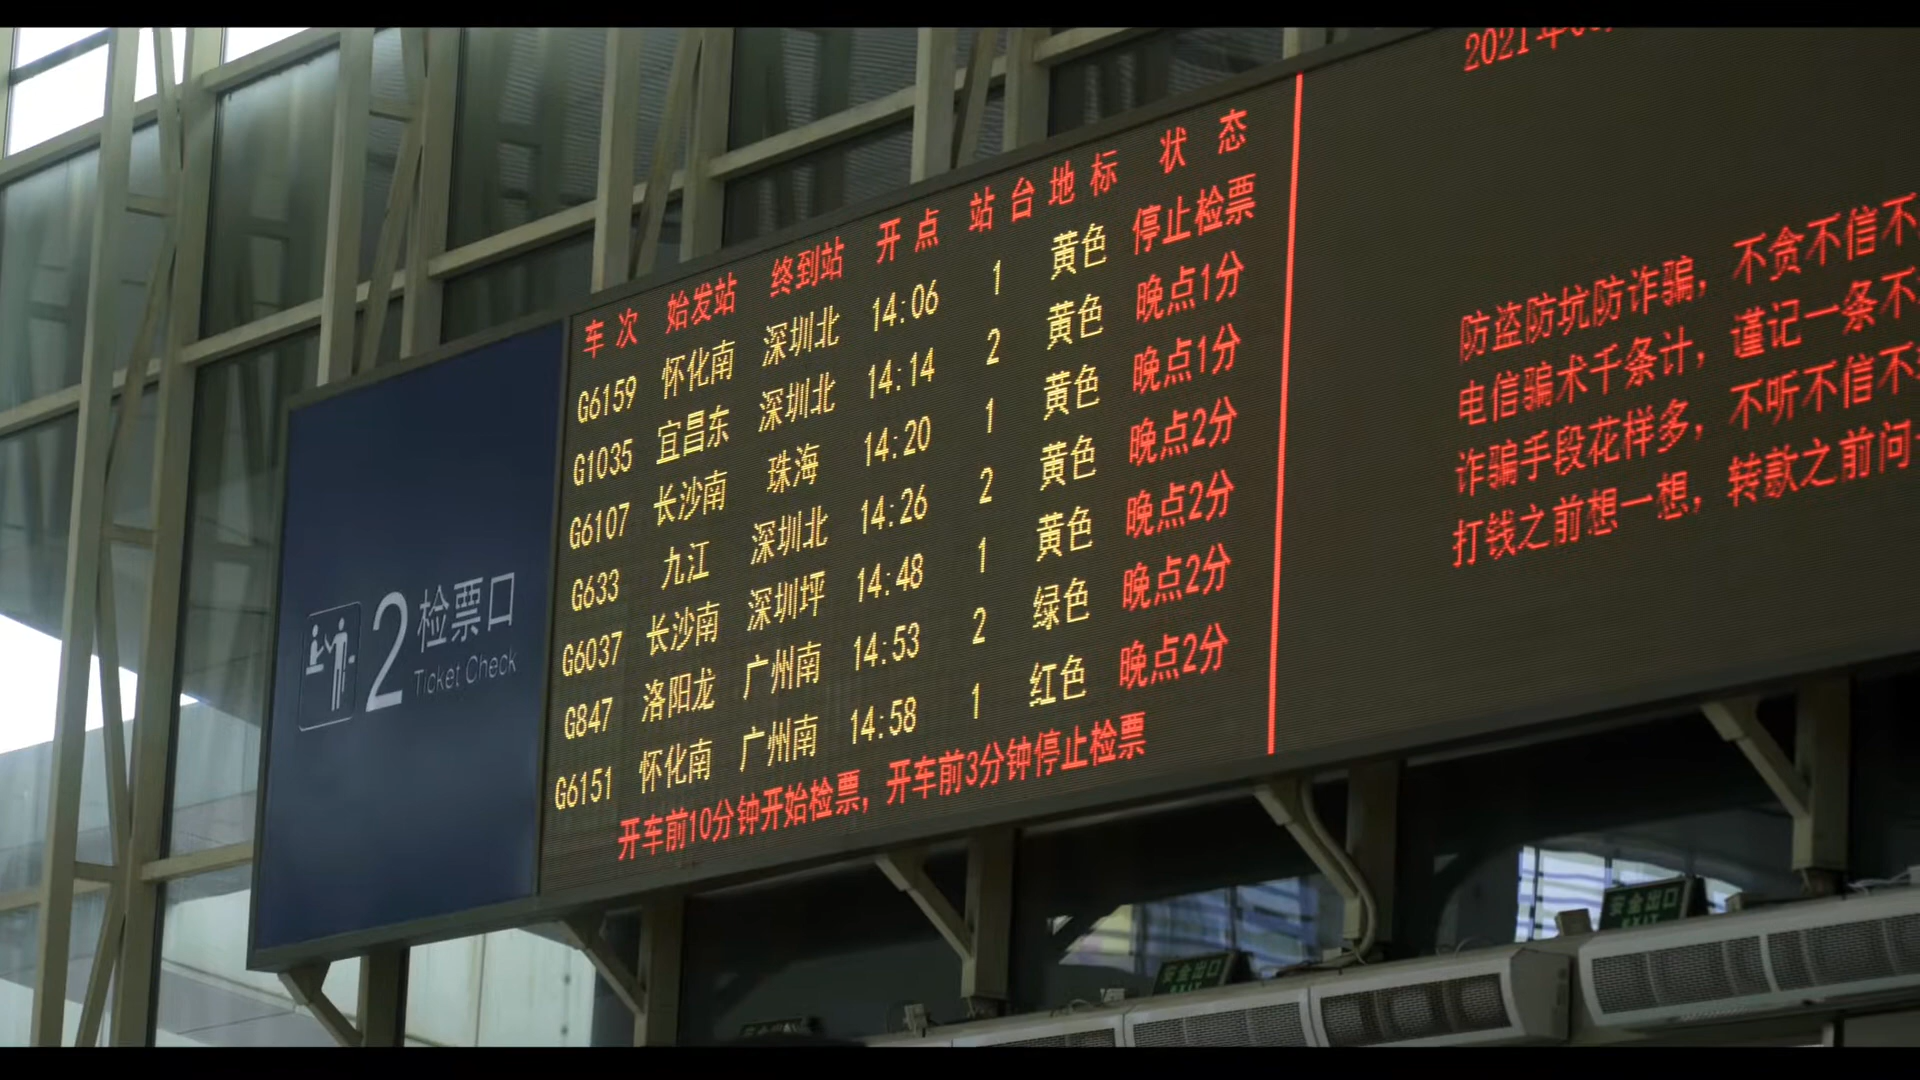 2检票口
Ticket Check
车次 始发站 终到站 开点 站台 地标 状态
G6159 怀化南 深圳北 14:06 1 黄色 停止检票
G1035 宜昌东 深圳北 14:14 2 黄色 晚点1分
G6107 长沙南 珠海 14:20 1 黄色 晚点1分
G633 九江 深圳北 14:26 2 黄色 晚点2分
G6037 长沙南 深圳坪 14:48 1 黄色 晚点2分
G847 洛阳龙 广州南 14:53 2 绿色 晚点2分
G6151 怀化南 广州南 14:58 1 红色 晚点2分
开车前10分钟开始检票，开车前3分钟停止检票
2021年
防盗防坑防诈骗，不贪不信不
电信骗术千条计，谨记一条不
诈骗手段花样多，不听不信不
打钱之前想一想，转款之前问
安全出口
EXIT
安全出口
EXIT